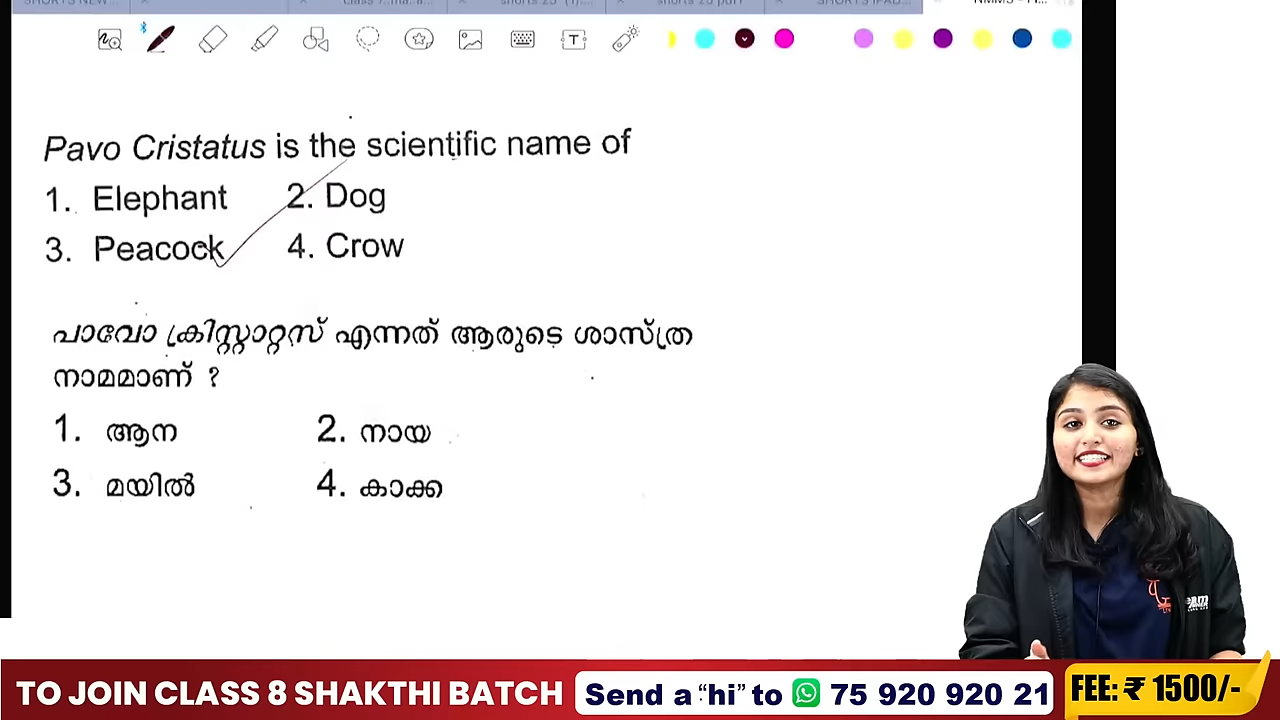 Pavo Cristatus is the scientific name of
1. Elephant 2. Dog
3. Peacock 4. Crow
പാവോ ക്രിസ്റ്റാറ്റസ് എന്നത് ആരുടെ ശാസ്ത്ര
നാമമാണ് ?
1. ആന 2. നായ
3. മയിൽ 4. കാക്ക
TO JOIN CLASS 8 SHAKTHI BATCH Send a “hi” to 75 920 920 21 FEE: ₹ 1500/-